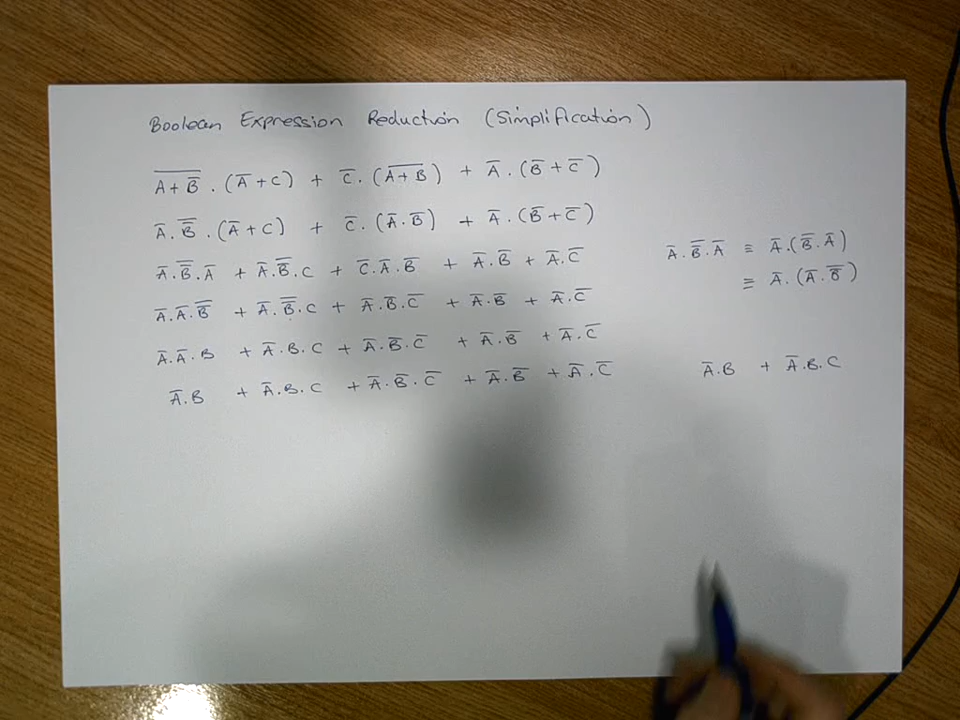 Boolean Expression Reduction (Simplification)
A̅+̅B̿ . (A̅ + C) + C̅ . (A̅+̅B̅) + A̅ . (B̅ + C̅)
A̅ . B̿ . (A̅ + C) + C̅ . (A̅ . B̅) + A̅ . (B̅ + C̅)
A̅ . B̿ . A̅ + A̅ . B̿ . C + C̅ . A̅ . B̅ + A̅ . B̅ + A̅ . C̅
A̅ . A̅ . B̿ + A̅ . B̿ . C + A̅ . B̅ . C̅ + A̅ . B̅ + A̅ . C̅
A̅ . A̅ . B + A̅ . B . C + A̅ . B̅ . C̅ + A̅ . B̅ + A̅ . C̅
A̅ . B + A̅ . B . C + A̅ . B̅ . C̅ + A̅ . B̅ + A̅ . C̅
A̅ . B̿ . A̅ ≡ A̅ . (B̿ . A̅)
≡ A̅ . (A̅ . B̿)
A̅ . B + A̅ . B . C